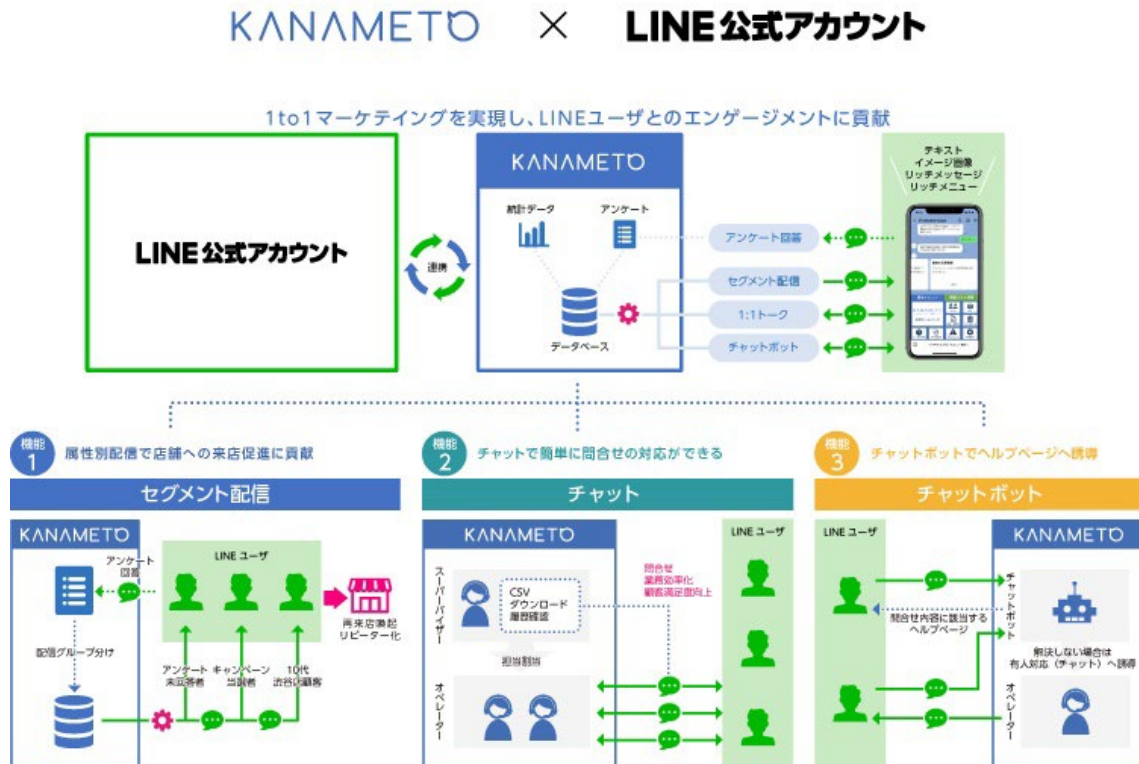 KANAMETO × LINE公式アカウント
1to1マーケテイングを実現し、LINEユーザとのエンゲージメントに貢献
LINE公式アカウント
連携
KANAMETO
統計データ
アンケート
データベース
アンケート回答
セグメント配信
1:1トーク
チャットボット
テキスト
イメージ画像
リッチメッセージ
リッチメニュー
機能
1
属性別配信で店舗への来店促進に貢献
セグメント配信
KANAMETO
アンケート
回答
配信グループ分け
LINE ユーザ
再来店喚起
リピーター化
アンケート
未回答者
キャンペーン
当選者
10代
渋谷店顧客
機能
2
チャットで簡単に問合せの対応ができる
チャット
KANAMETO
スーパーバイザー
CSV
ダウンロード
履歴確認
担当割当
オペレーター
問合せ
業務効率化
顧客満足度向上
LINE ユーザ
機能
3
チャットボットでヘルプページへ誘導
チャットボット
LINE ユーザ
KANAMETO
チャットボット
問合せ内容に該当する
ヘルプページ
解決しない場合は
有人対応（チャット）へ誘導
オペレーター